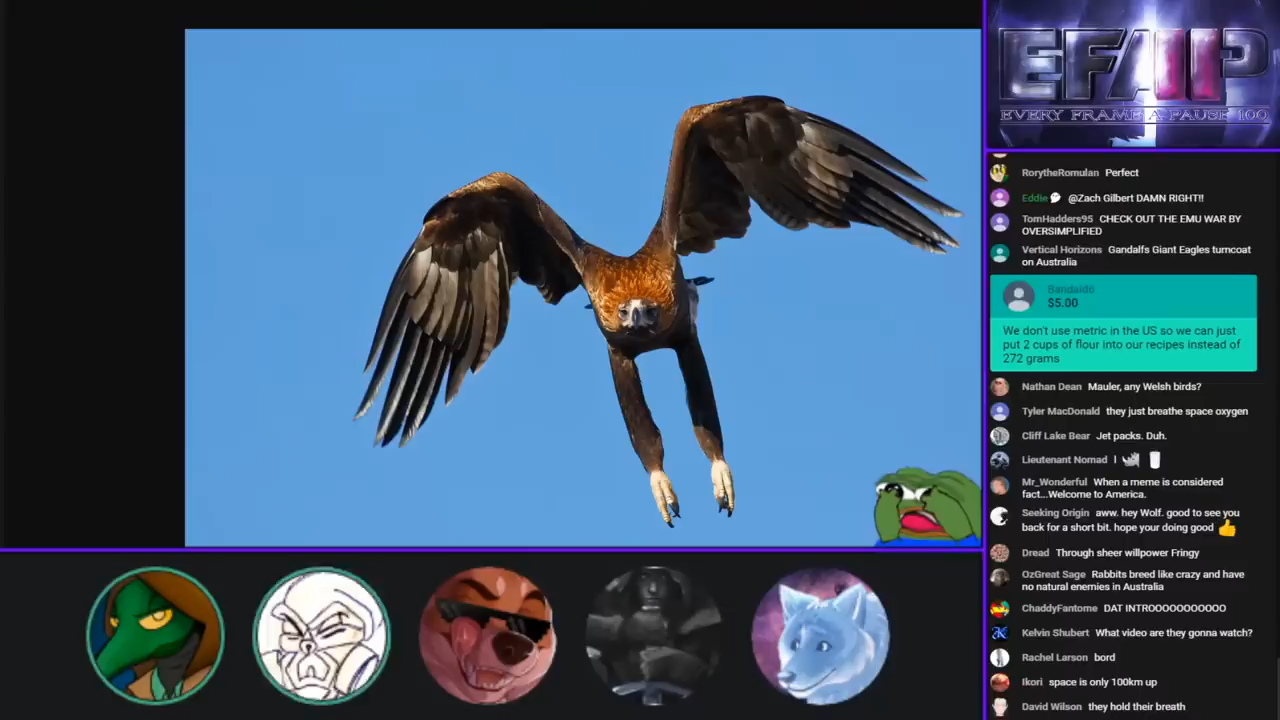 EFAP
EVERY FRAME A PAUSE 100
RorytheRomulan Perfect
Eddie @Zach Gilbert DAMN RIGHT!!
TomHadders95 CHECK OUT THE EMU WAR BY
OVERSIMPLIFIED
Vertical Horizons Gandalfs Giant Eagles turncoat
on Australia
Bandaid6
$5.00
We don't use metric in the US so we can just
put 2 cups of flour into our recipes instead of
272 grams
Nathan Dean Mauler, any Welsh birds?
Tyler MacDonald they just breathe space oxygen
Cliff Lake Bear Jet packs. Duh.
Lieutenant Nomad I
Mr_Wonderful When a meme is considered
fact...Welcome to America.
Seeking Origin aww. hey Wolf. good to see you
back for a short bit. hope your doing good
Dread Through sheer willpower Fringy
OzGreat Sage Rabbits breed like crazy and have
no natural enemies in Australia
ChaddyFantome DAT INTROOOOOOOOOOO
Kelvin Shubert What video are they gonna watch?
Rachel Larson bord
Ikori space is only 100km up
David Wilson they hold their breath